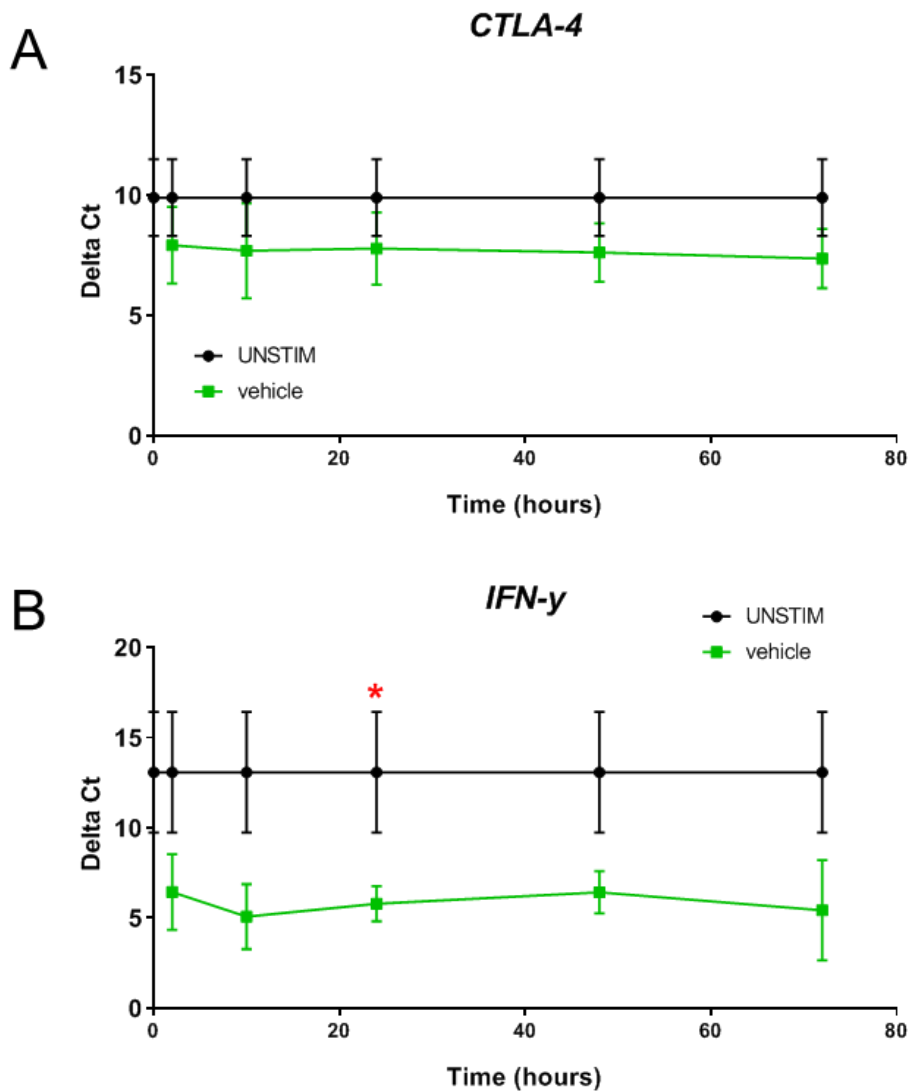 A
CTLA-4
15
10
5
0
Delta Ct
UNSTIM
vehicle
0 20 40 60 80
Time (hours)
B
IFN-y
UNSTIM
vehicle
20
*
15
10
5
0
Delta Ct
0 20 40 60 80
Time (hours)